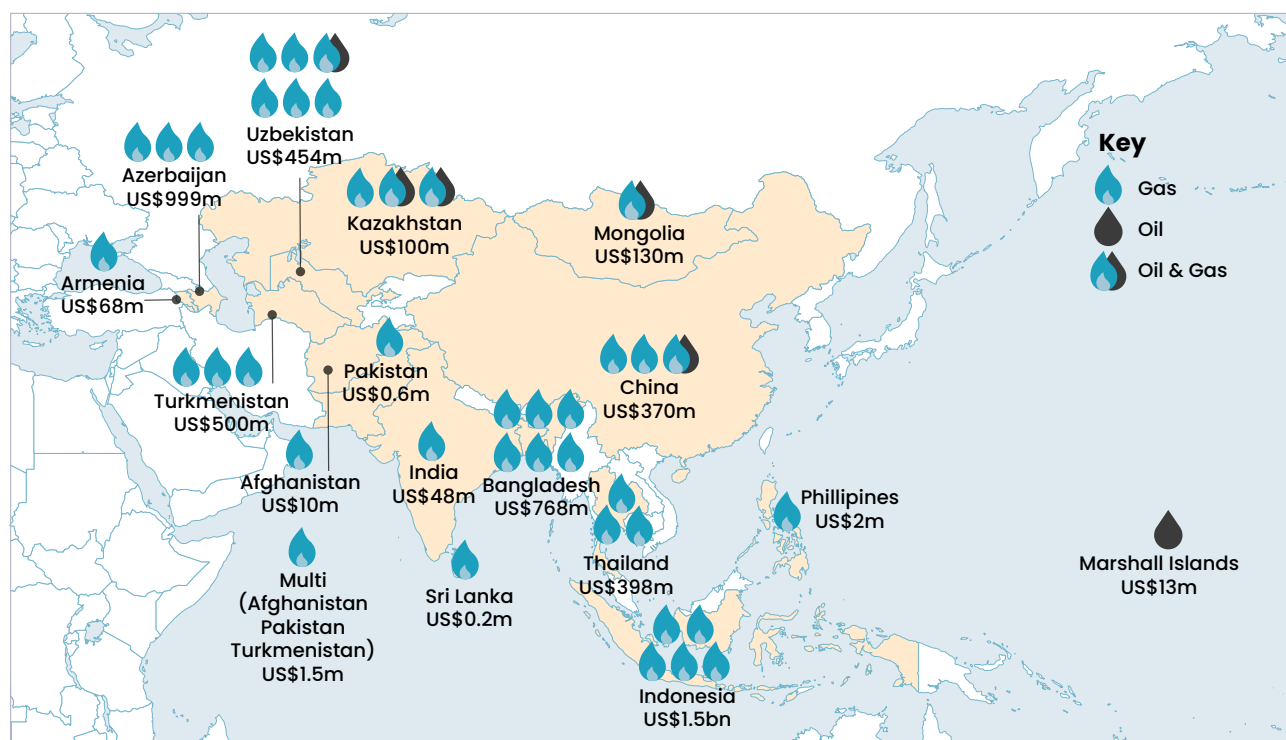 Uzbekistan
US$454m
Azerbaijan
US$999m
Kazakhstan
US$100m
Mongolia
US$130m
Key
Gas
Oil
Oil & Gas
Armenia
US$68m
Pakistan
US$0.6m
China
US$370m
Turkmenistan
US$500m
Afghanistan
US$10m
India
US$48m
Bangladesh
US$768m
Phillipines
US$2m
Thailand
US$398m
Marshall Islands
US$13m
Multi
(Afghanistan
Pakistan
Turkmenistan)
US$1.5m
Sri Lanka
US$0.2m
Indonesia
US$1.5bn